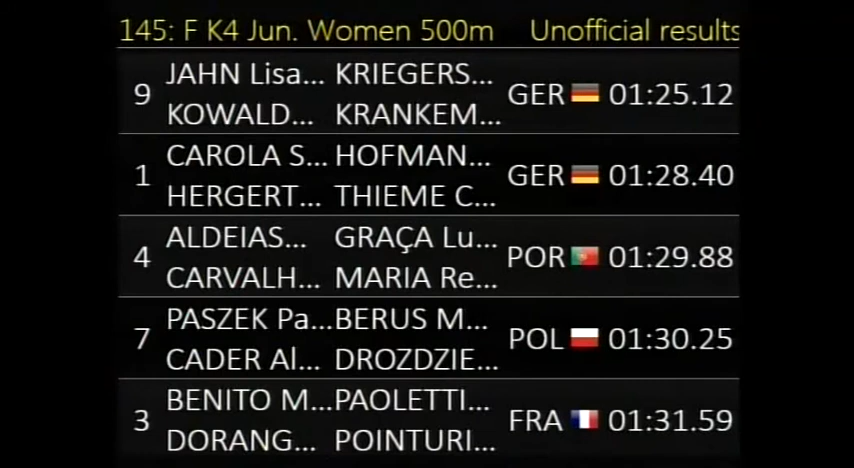 145: F K4 Jun. Women 500m Unofficial results
9 JAHN Lisa... KRIEGERS... GER 01:25.12
KOWALD... KRANKEM...
1 CAROLA S... HOFMAN... GER 01:28.40
HERGERT... THIEME C...
4 ALDEIAS... GRAÇA Lu... POR 01:29.88
CARVALH... MARIA Re...
7 PASZEK Pa... BERUS M... POL 01:30.25
CADER Al... DROZDZIE...
3 BENITO M... PAOLETTI... FRA 01:31.59
DORANG... POINTURI...